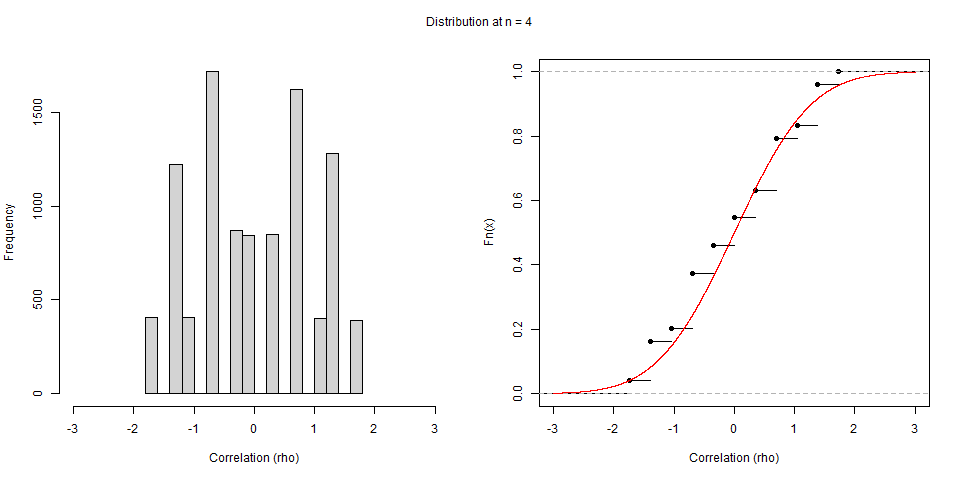 Distribution at n = 4
Frequency
1500
1000
500
0
-3 -2 -1 0 1 2 3
Correlation (rho)
Fn(x)
1.0
0.8
0.6
0.4
0.2
0.0
-3 -2 -1 0 1 2 3
Correlation (rho)